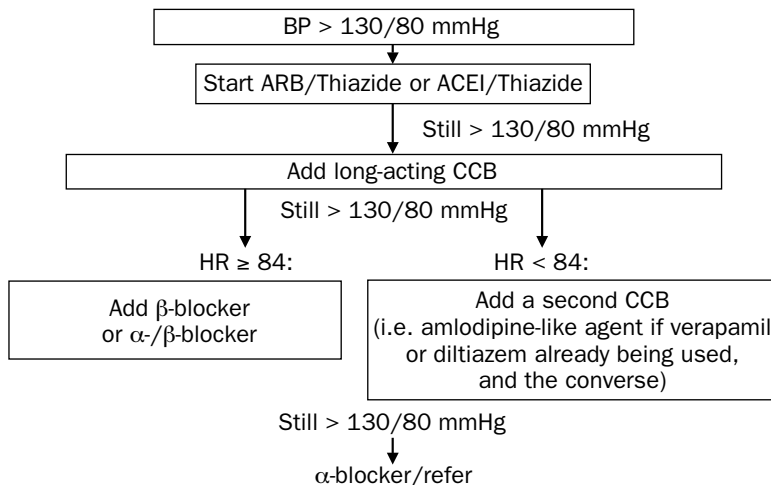 BP > 130/80 mmHg
Start ARB/Thiazide or ACEI/Thiazide
Still > 130/80 mmHg
Add long-acting CCB
Still > 130/80 mmHg
HR ≥ 84:
Add β-blocker
or α-/β-blocker
HR < 84:
Add a second CCB
(i.e. amlodipine-like agent if verapamil
or diltiazem already being used,
and the converse)
Still > 130/80 mmHg
α-blocker/refer